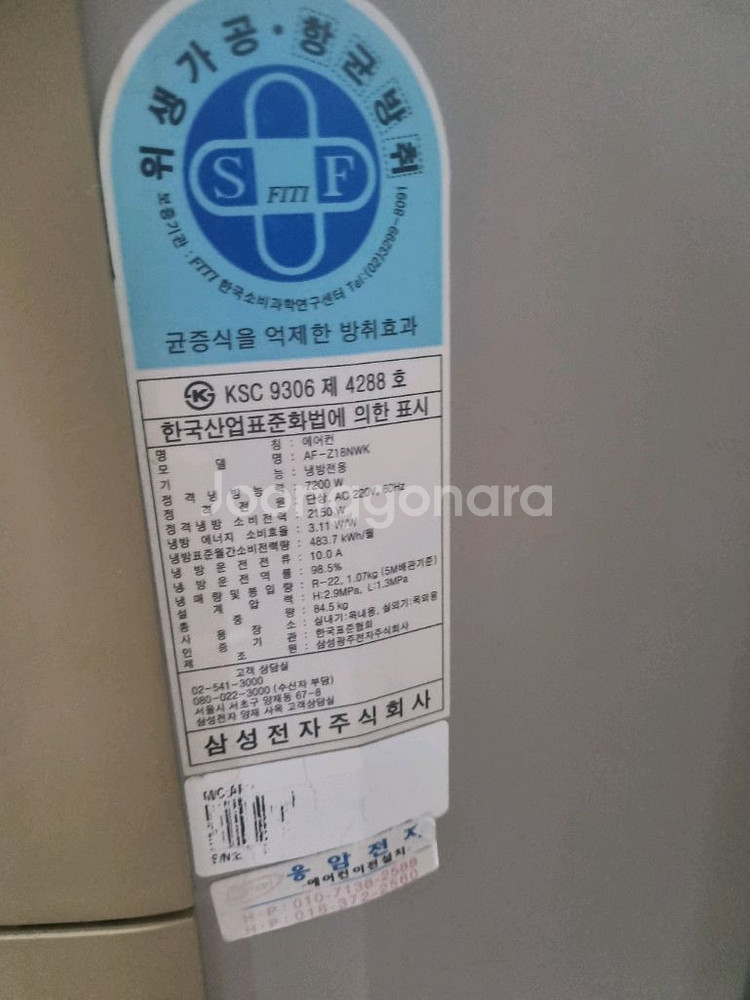 위생가공·항균방취
S FITI F
보증기관 : FITI 한국소비과학연구센터 Tel:(02)3299-8091
균증식을 억제한 방취효과
KSC 9306 제 4288 호
한국산업표준화법에 의한 표시
명 칭 : 에어컨
모 델 명 : AF-Z18NWK
기 능 : 냉방전용
정 격 냉 방 능 력 : 7200 W
정 격 전 원 : 단상, AC 220V, 60Hz
정격냉방 소비전력 : 2150 W
냉방 에너지 소비효율 : 3.11 W/W
냉방표준월간소비전력량 : 483.7 kWh/월
냉 방 운 전 전 류 : 10.0 A
냉 방 운 전 역 률 : 98.5%
냉 매 량 및 봉 입 량 : R-22, 1.07kg (5M배관기준)
설 계 압 력 : H:2.9MPa, L:1.3MPa
총 중 량 : 84.5 kg
사 용 장 소 : 실내기:옥내용, 실외기:옥외용
인 증 기 관 : 한국표준협회
제 조 원 : 삼성광주전자주식회사
고객 상담실
02-541-3000
080-022-3000 (수신자 부담)
서울시 서초구 양재동 67-8
삼성전자 양재 사옥 고객상담실
삼성전자주식회사
Joonggonara
S/N:
용암전자
에어컨이전설치
H·P : 010-7138-2588
H·P :